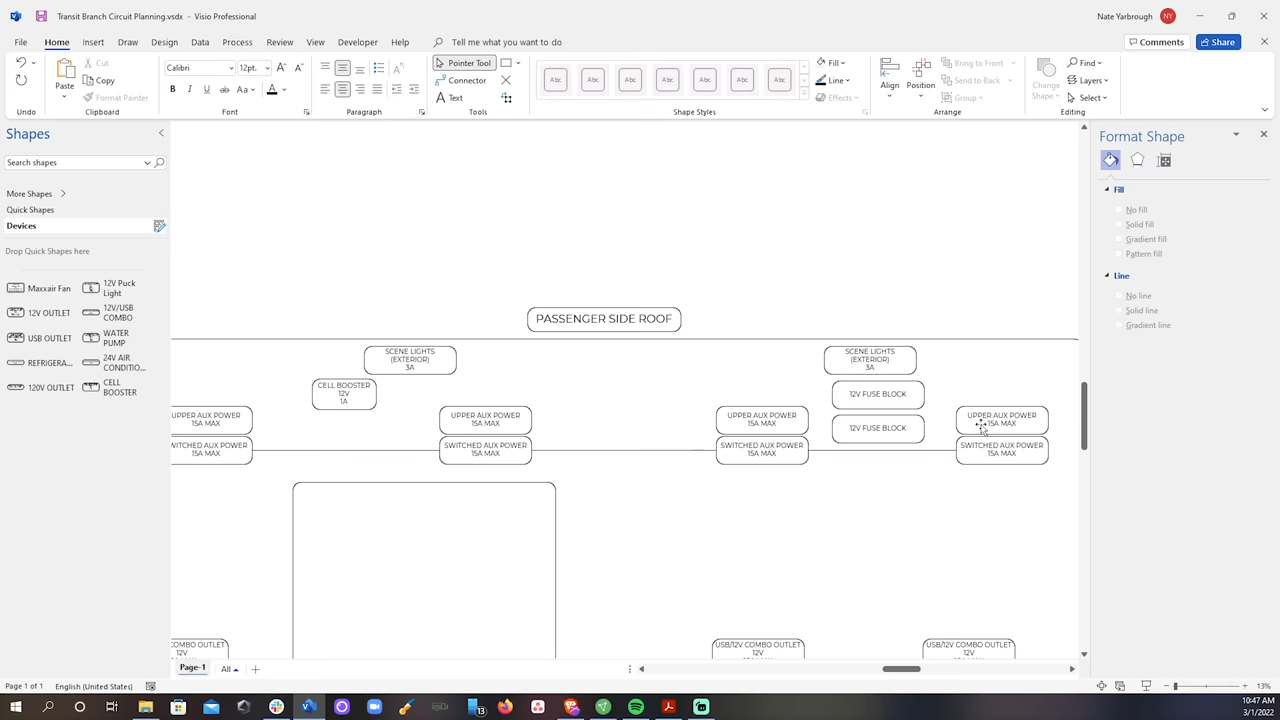 Transit Branch Circuit Planning.vsdx - Visio Professional
Nate Yarbrough
NY
File Home Insert Draw Design Data Process Review View Developer Help Tell me what you want to do
Comments Share
Paste
Cut
Copy
Format Painter
Calibri 12pt.
B I U ab Aa A
Pointer Tool
Connector
Text
Abc Abc Abc Abc Abc Abc Abc
Fill
Line
Effects
Align Position
Bring to Front
Send to Back
Group
Change
Shape
Find
Layers
Select
Undo Clipboard Font Paragraph Tools Shape Styles Arrange Editing
Shapes
Search shapes
More Shapes
Quick Shapes
Devices
Drop Quick Shapes here
Maxxair Fan
12V Puck
Light
12V OUTLET
12V/USB
COMBO
USB OUTLET
WATER
PUMP
REFRIGERA...
24V AIR
CONDITIO...
120V OUTLET
CELL
BOOSTER
PASSENGER SIDE ROOF
SCENE LIGHTS
(EXTERIOR)
3A
SCENE LIGHTS
(EXTERIOR)
3A
CELL BOOSTER
12V
1A
12V FUSE BLOCK
12V FUSE BLOCK
UPPER AUX POWER
15A MAX
SWITCHED AUX POWER
15A MAX
UPPER AUX POWER
15A MAX
SWITCHED AUX POWER
15A MAX
UPPER AUX POWER
15A MAX
SWITCHED AUX POWER
15A MAX
UPPER AUX POWER
15A MAX
WITCHED AUX POWER
15A MAX
COMBO OUTLET
12V
USB/12V COMBO OUTLET
12V
USB/12V COMBO OUTLET
12V
Format Shape
Fill
No fill
Solid fill
Gradient fill
Pattern fill
Line
No line
Solid line
Gradient line
Page-1 All
Page 1 of 1 English (United States)
13%
13
10:47 AM
3/1/2022